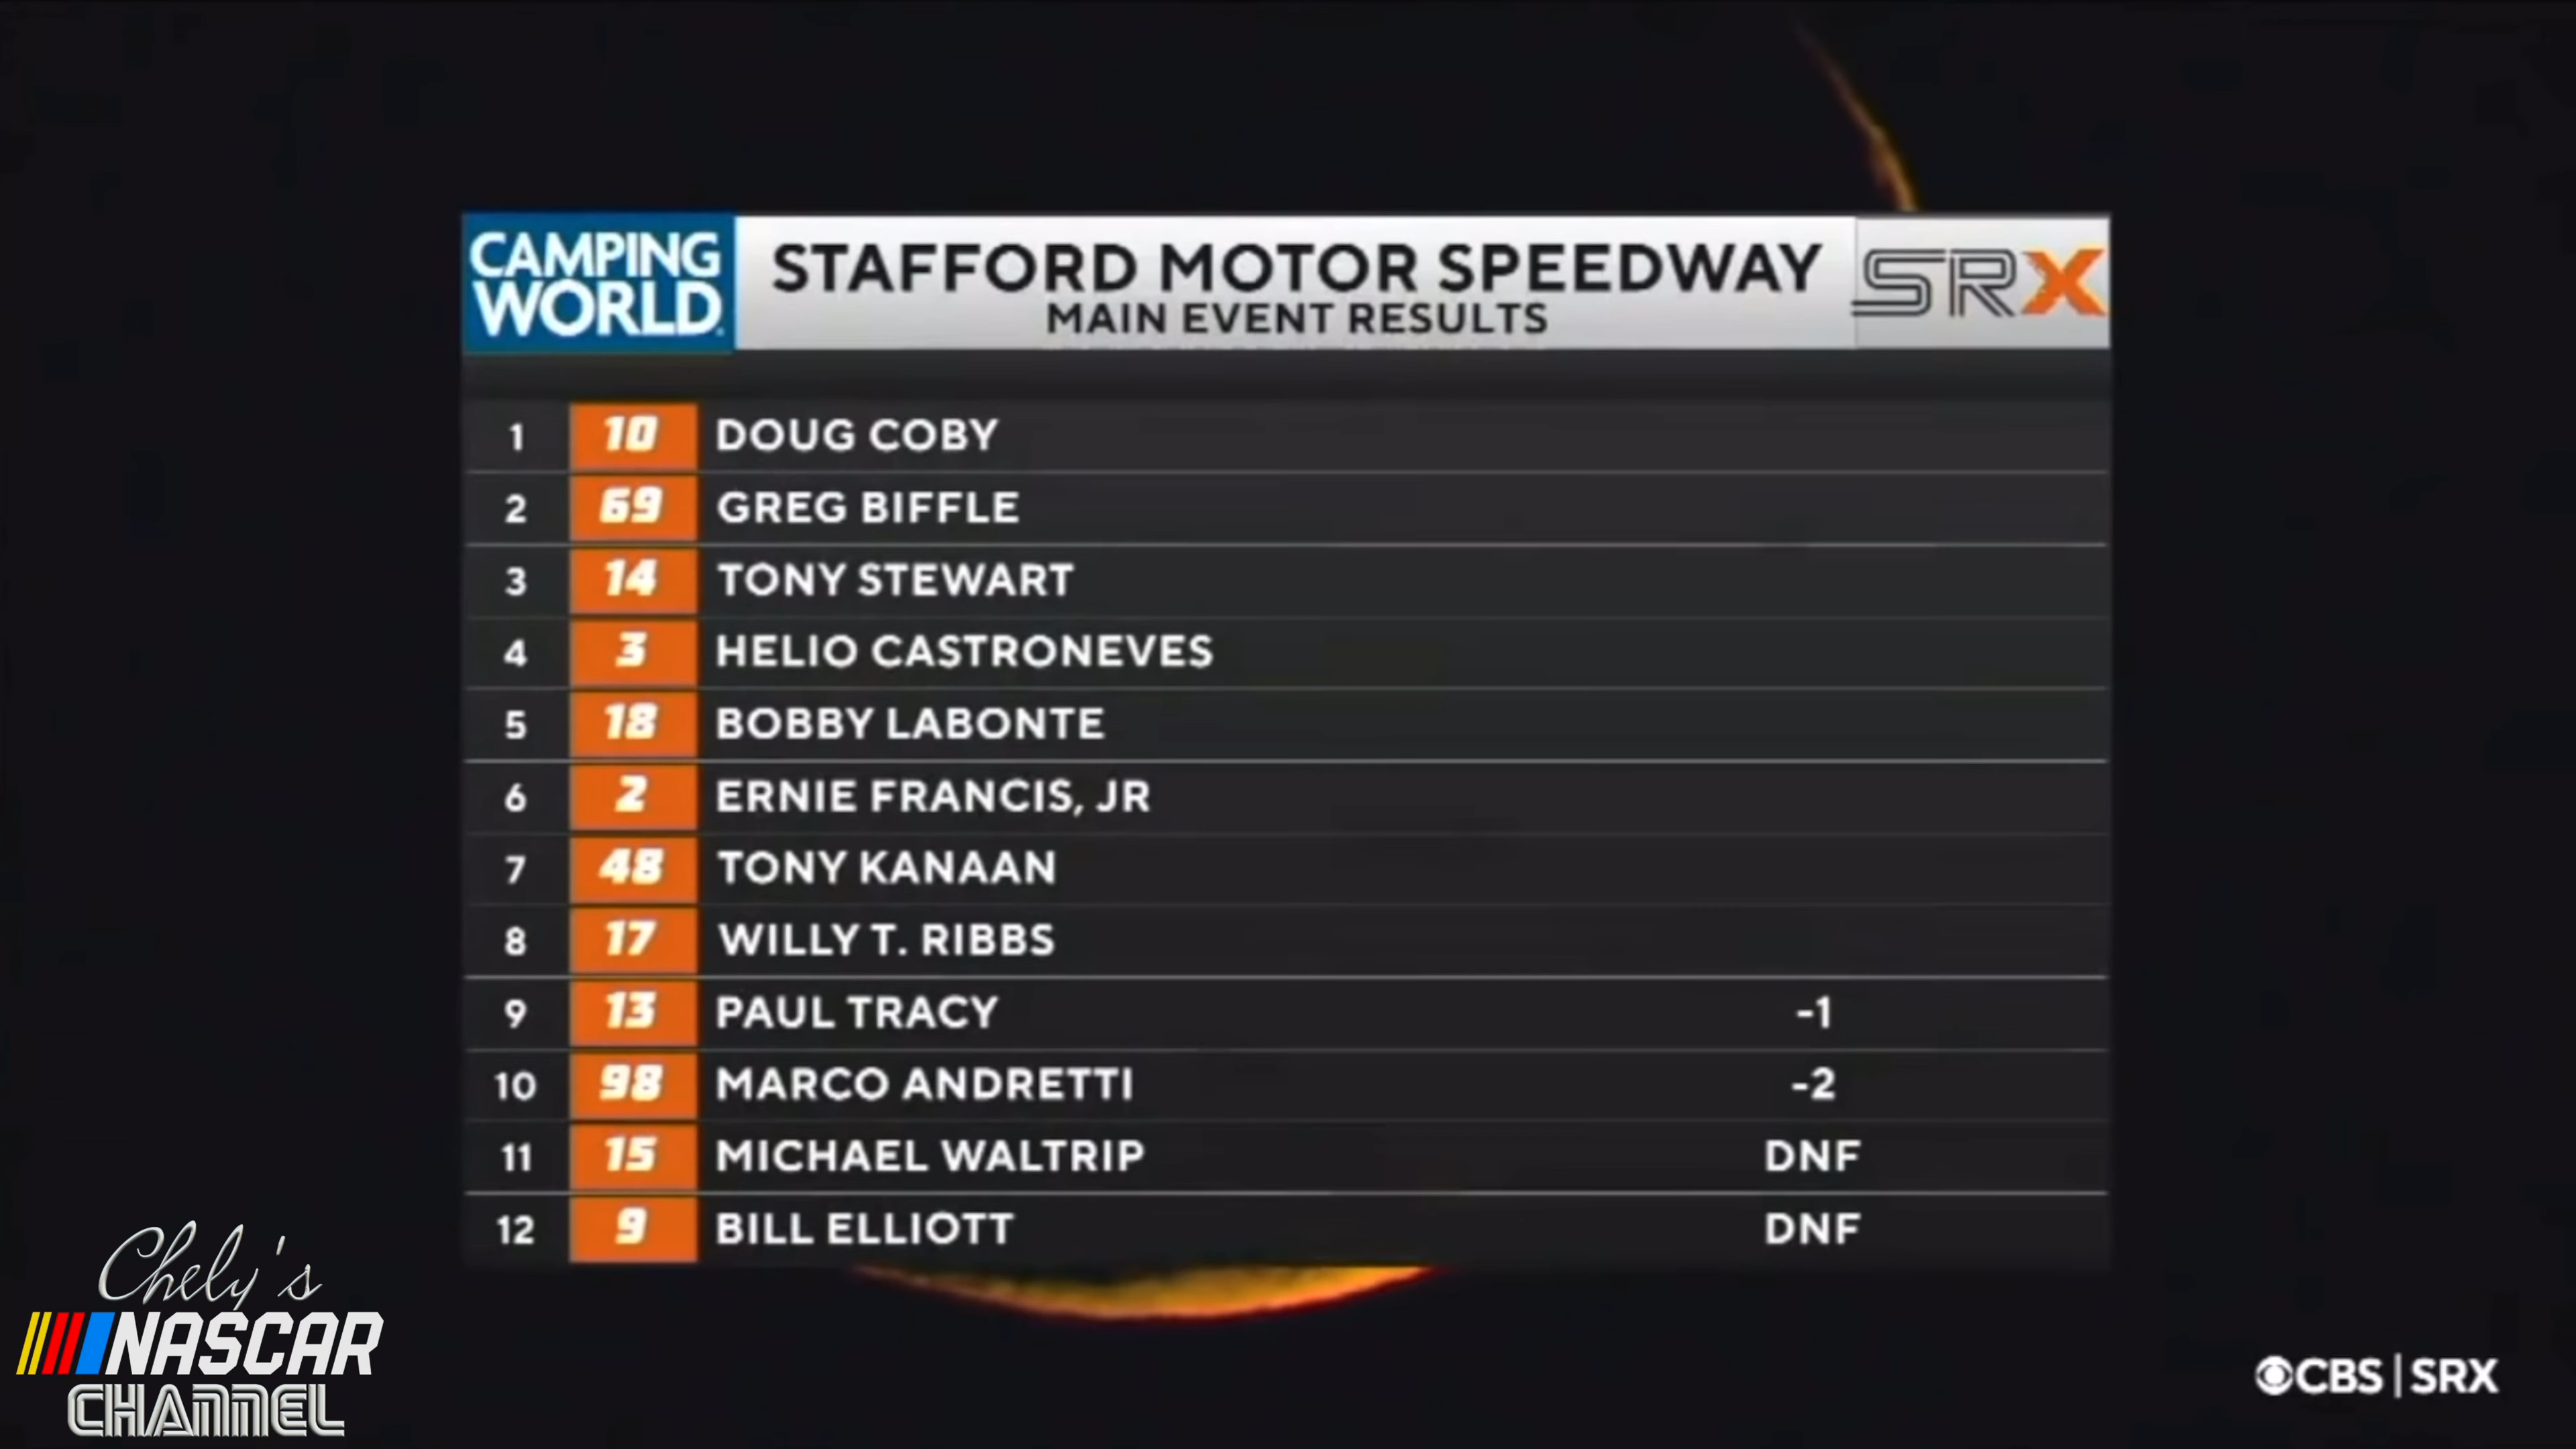 CAMPING
WORLD
STAFFORD MOTOR SPEEDWAY
MAIN EVENT RESULTS
SRX
1 10 DOUG COBY
2 69 GREG BIFFLE
3 14 TONY STEWART
4 3 HELIO CASTRONEVES
5 18 BOBBY LABONTE
6 2 ERNIE FRANCIS, JR
7 48 TONY KANAAN
8 17 WILLY T. RIBBS
9 13 PAUL TRACY -1
10 98 MARCO ANDRETTI -2
11 15 MICHAEL WALTRIP DNF
12 9 BILL ELLIOTT DNF
Chely's
NASCAR
CHANNEL
CBS | SRX